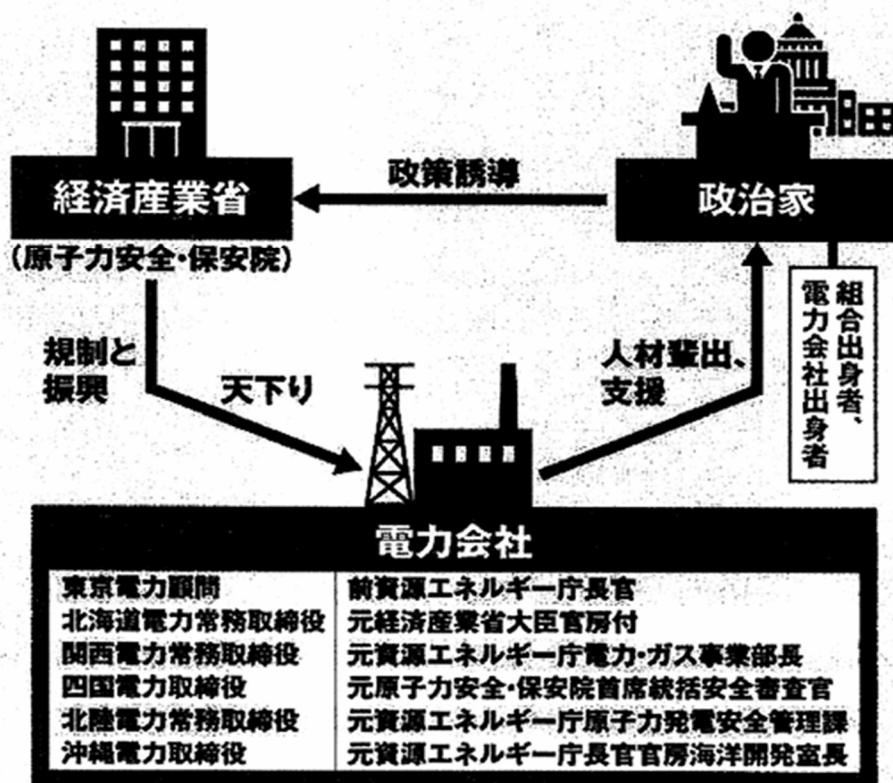 政策誘導
経済産業省
政治家
(原子力安全・保安院)
組合出身者、
電力会社出身者
規制と
振興
天下り
人材輩出、
支援
電力会社
東京電力顧問 前資源エネルギー庁長官
北海道電力常務取締役 元経済産業省大臣官房付
関西電力常務取締役 元資源エネルギー庁電力・ガス事業部長
四国電力取締役 元原子力安全・保安院首席統括安全審査官
北陸電力常務取締役 元資源エネルギー庁原子力発電安全管理課
沖縄電力取締役 元資源エネルギー庁長官官房海洋開発室長